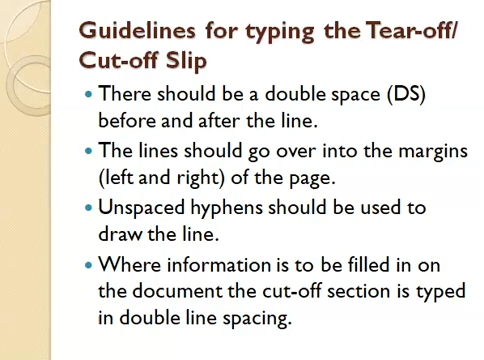 Guidelines for typing the Tear-off/
Cut-off Slip
• There should be a double space (DS)
before and after the line.
• The lines should go over into the margins
(left and right) of the page.
• Unspaced hyphens should be used to
draw the line.
• Where information is to be filled in on
the document the cut-off section is typed
in double line spacing.